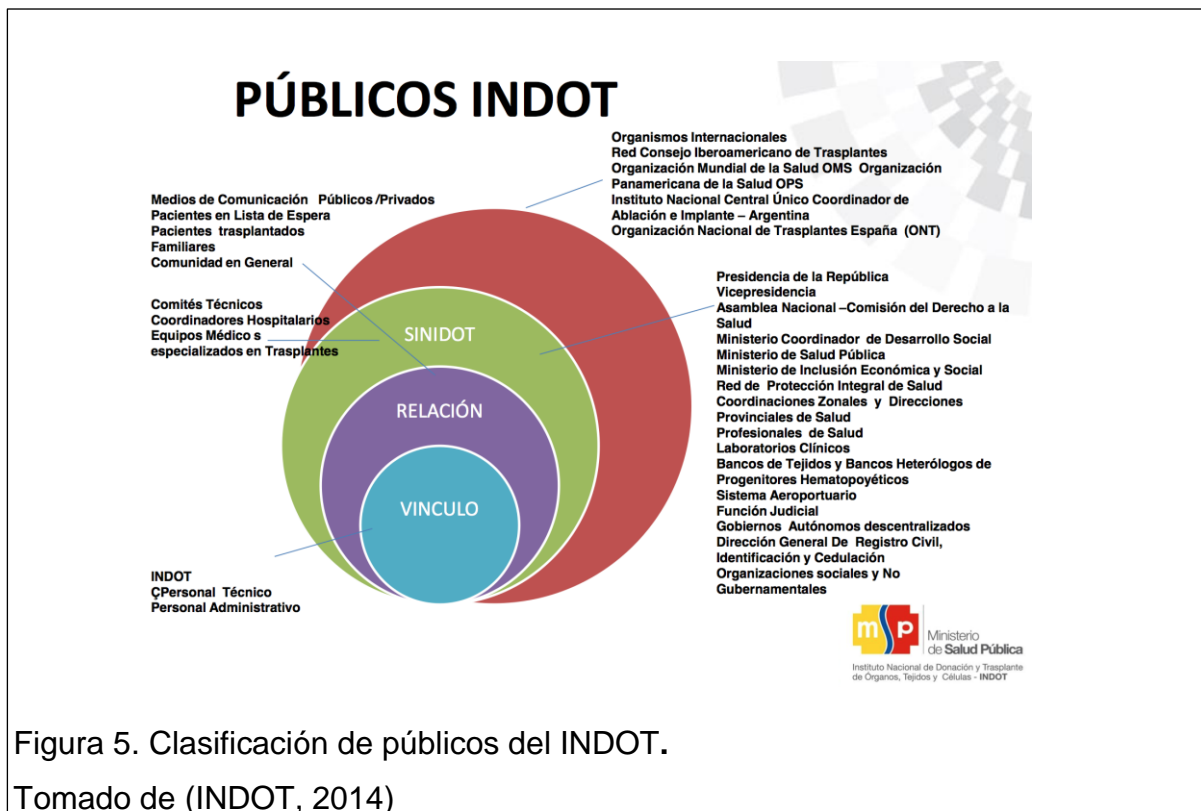 PÚBLICOS INDOT
Organismos Internacionales
Red Consejo Iberoamericano de Trasplantes
Organización Mundial de la Salud OMS Organización
Panamericana de la Salud OPS
Instituto Nacional Central Único Coordinador de
Ablación e Implante – Argentina
Organización Nacional de Trasplantes España (ONT)
Medios de Comunicación Públicos /Privados
Pacientes en Lista de Espera
Pacientes trasplantados
Familiares
Comunidad en General
Comités Técnicos
Coordinadores Hospitalarios
Equipos Médico s
especializados en Trasplantes
SINIDOT
RELACIÓN
VINCULO
INDOT
ÇPersonal Técnico
Personal Administrativo
Presidencia de la República
Vicepresidencia
Asamblea Nacional –Comisión del Derecho a la
Salud
Ministerio Coordinador de Desarrollo Social
Ministerio de Salud Pública
Ministerio de Inclusión Económica y Social
Red de Protección Integral de Salud
Coordinaciones Zonales y Direcciones
Provinciales de Salud
Profesionales de Salud
Laboratorios Clínicos
Bancos de Tejidos y Bancos Heterólogos de
Progenitores Hematopoyéticos
Sistema Aeroportuario
Función Judicial
Gobiernos Autónomos descentralizados
Dirección General De Registro Civil,
Identificación y Cedulación
Organizaciones sociales y No
Gubernamentales
m p
Ministerio
de Salud Pública
Instituto Nacional de Donación y Trasplante
de Órganos, Tejidos y Células - INDOT
Figura 5. Clasificación de públicos del INDOT.
Tomado de (INDOT, 2014)